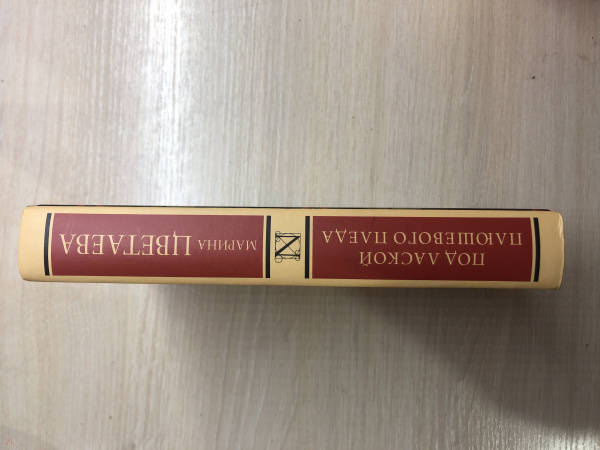 ПОД ЛАСКОЙ
ПЛЮШЕВОГО ПЛЕДА
МАРИНА ЦВЕТАЕВА